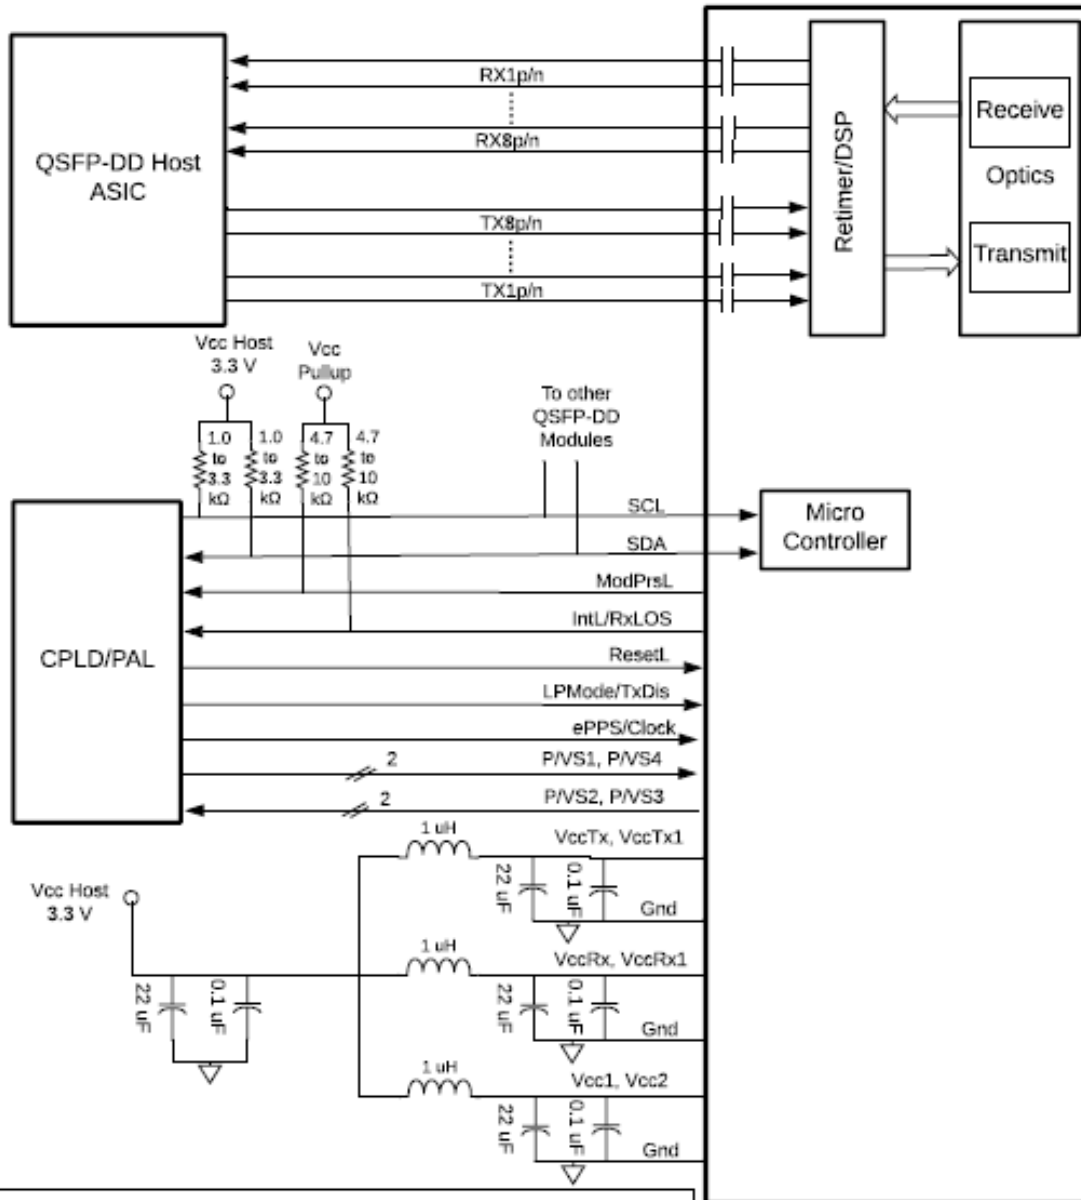 RX1p/n
RX8p/n
QSFP-DD Host
ASIC
TX8p/n
TX1p/n
Retimer/DSP
Receive
Optics
Transmit
Vcc Host
3.3 V
Vcc
Pullup
1.0
to
3.3
kΩ
1.0
to
3.3
kΩ
4.7
to
10
kΩ
4.7
to
10
kΩ
To other
QSFP-DD
Modules
SCL
SDA
Micro
Controller
ModPrsL
IntL/RxLOS
CPLD/PAL
ResetL
LPMode/TxDis
ePPS/Clock
2
P/VS1, P/VS4
2
P/VS2, P/VS3
1 uH
VccTx, VccTx1
22 uF
0.1 uF
Gnd
Vcc Host
3.3 V
22 uF
0.1 uF
1 uH
VccRx, VccRx1
22 uF
0.1 uF
Gnd
1 uH
Vcc1, Vcc2
22 uF
0.1 uF
Gnd